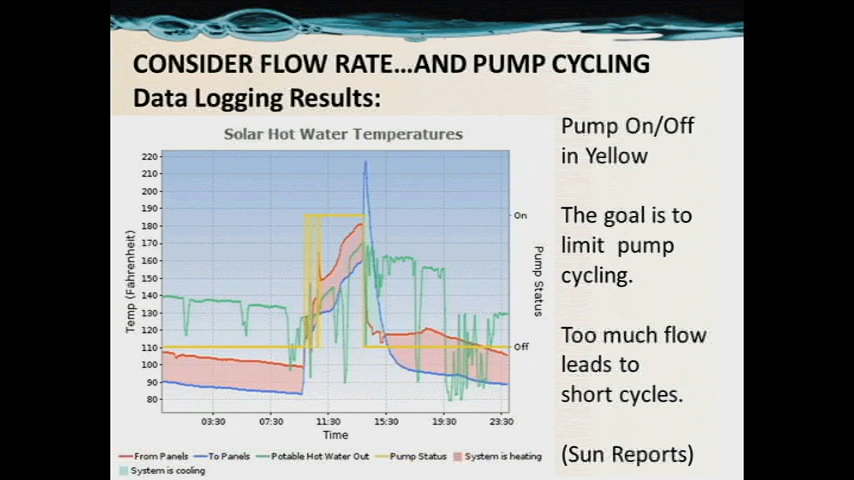 CONSIDER FLOW RATE...AND PUMP CYCLING
Data Logging Results:
Solar Hot Water Temperatures
220
210
200
190
180
170
160
150
140
130
120
110
100
90
80
Temp (Fahrenheit)
03:30 07:30 11:30 15:30 19:30 23:30
Time
On
Off
Pump Status
From Panels To Panels Potable Hot Water Out Pump Status System is heating
System is cooling
Pump On/Off
in Yellow
The goal is to
limit pump
cycling.
Too much flow
leads to
short cycles.
(Sun Reports)